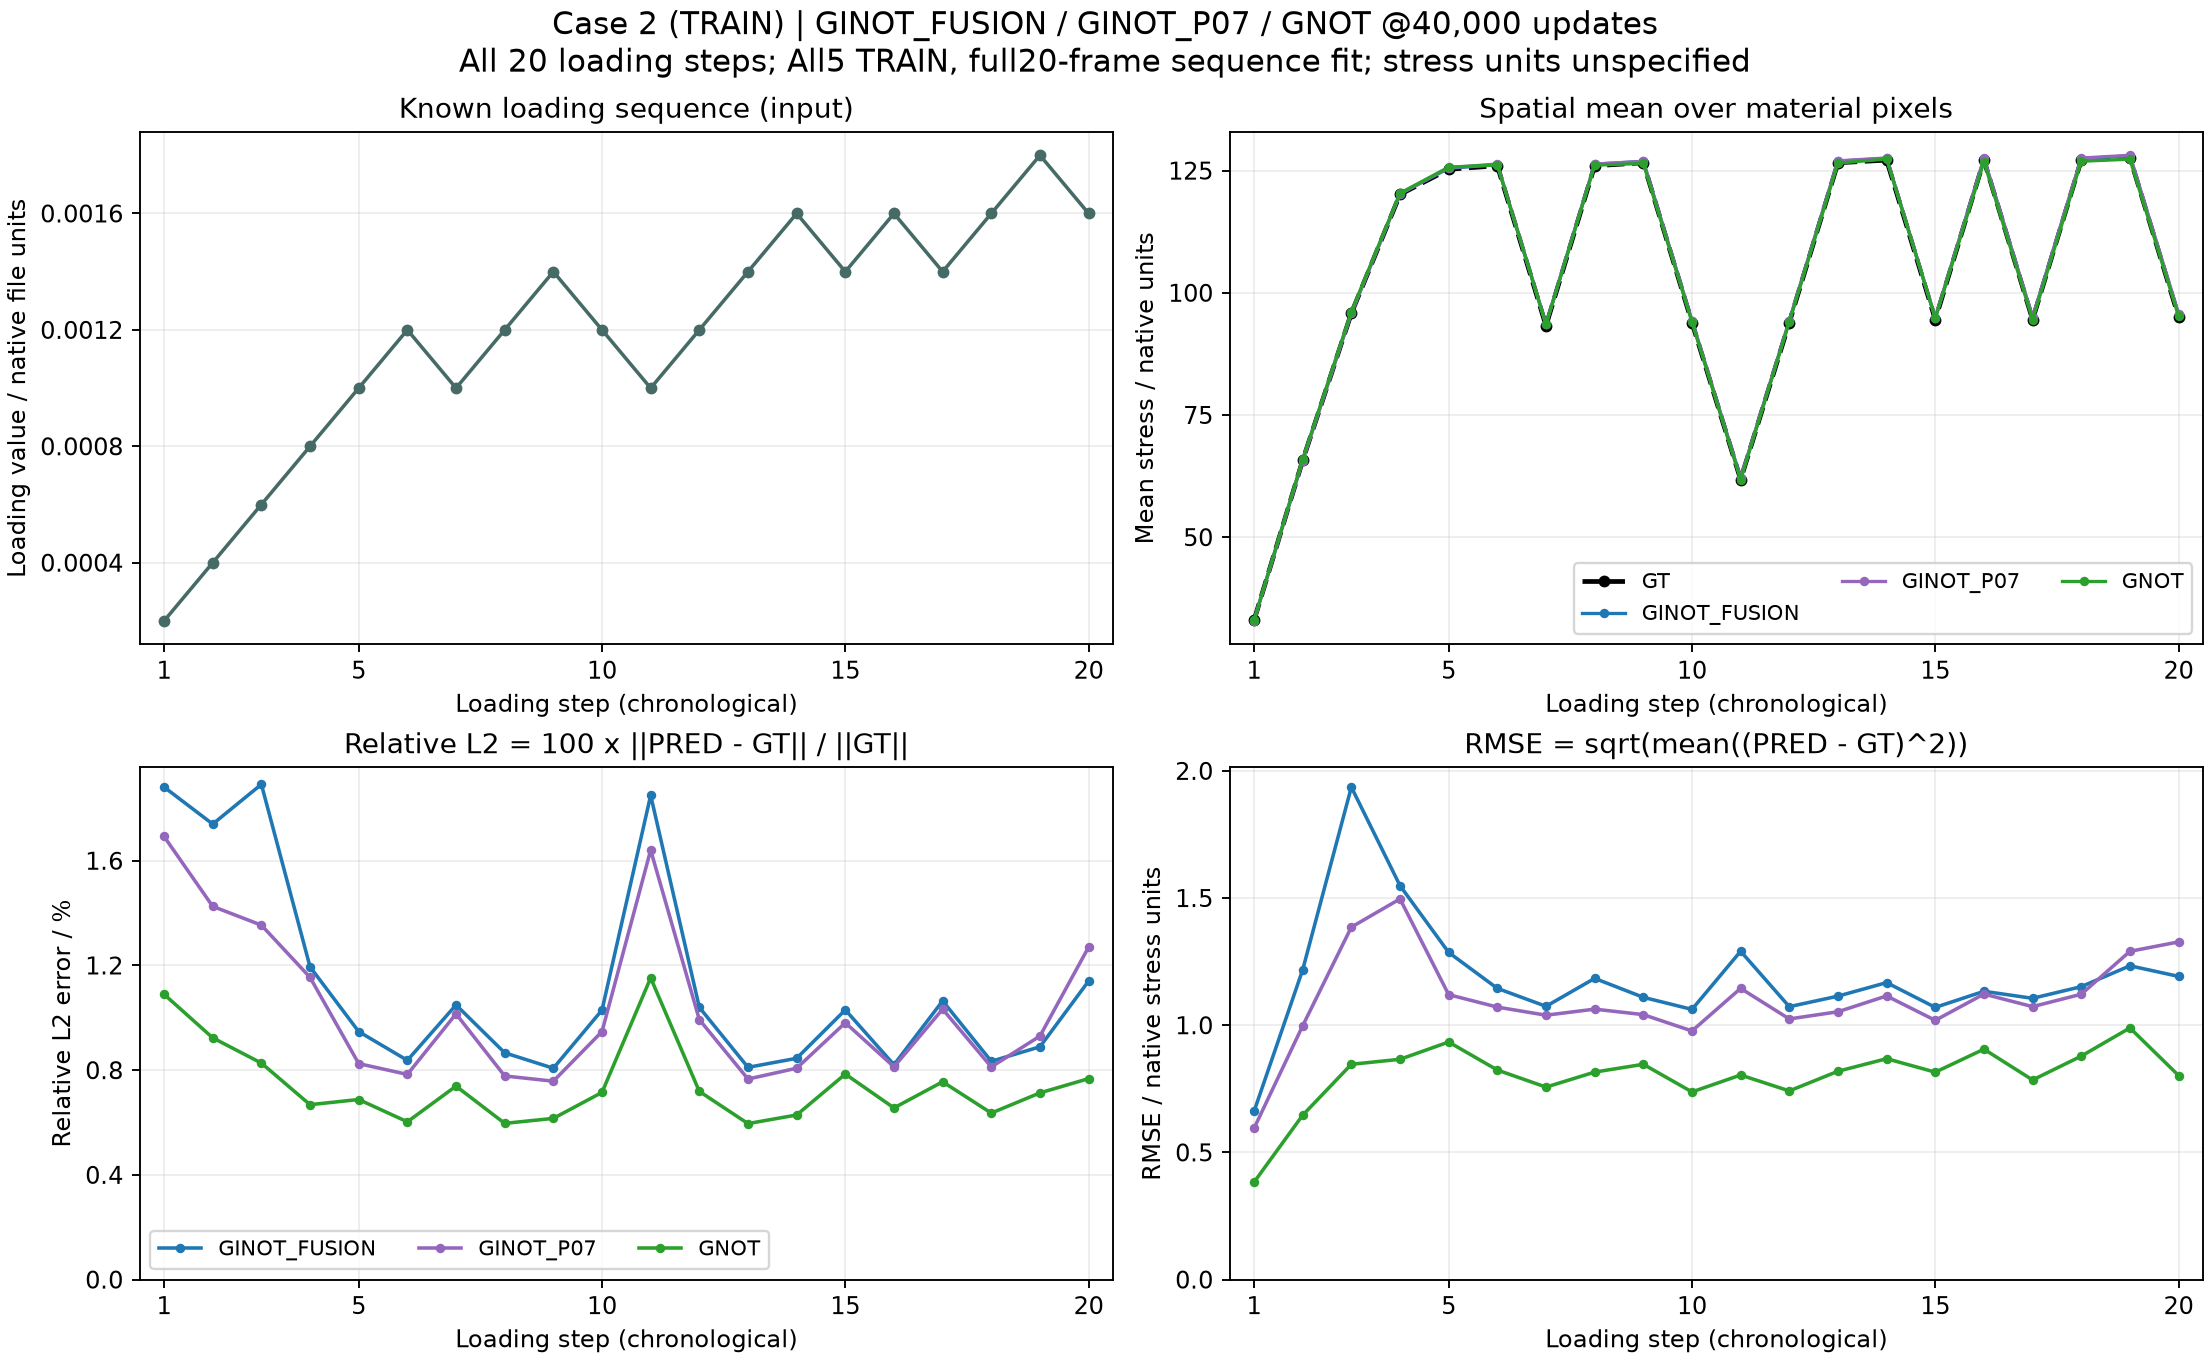 Case 2 (TRAIN) | GINOT_FUSION / GINOT_P07 / GNOT @40,000 updates
All 20 loading steps; All5 TRAIN, full20-frame sequence fit; stress units unspecified
Known loading sequence (input)
Loading value / native file units
0.0016
0.0012
0.0008
0.0004
1
5
10
15
20
Loading step (chronological)
Spatial mean over material pixels
Mean stress / native units
125
100
75
50
GT
GINOT_FUSION
GINOT_P07
GNOT
1
5
10
15
20
Loading step (chronological)
Relative L2 = 100 x ||PRED - GT|| / ||GT||
Relative L2 error / %
1.6
1.2
0.8
0.4
0.0
GINOT_FUSION
GINOT_P07
GNOT
1
5
10
15
20
Loading step (chronological)
RMSE = sqrt(mean((PRED - GT)^2))
RMSE / native stress units
2.0
1.5
1.0
0.5
0.0
1
5
10
15
20
Loading step (chronological)